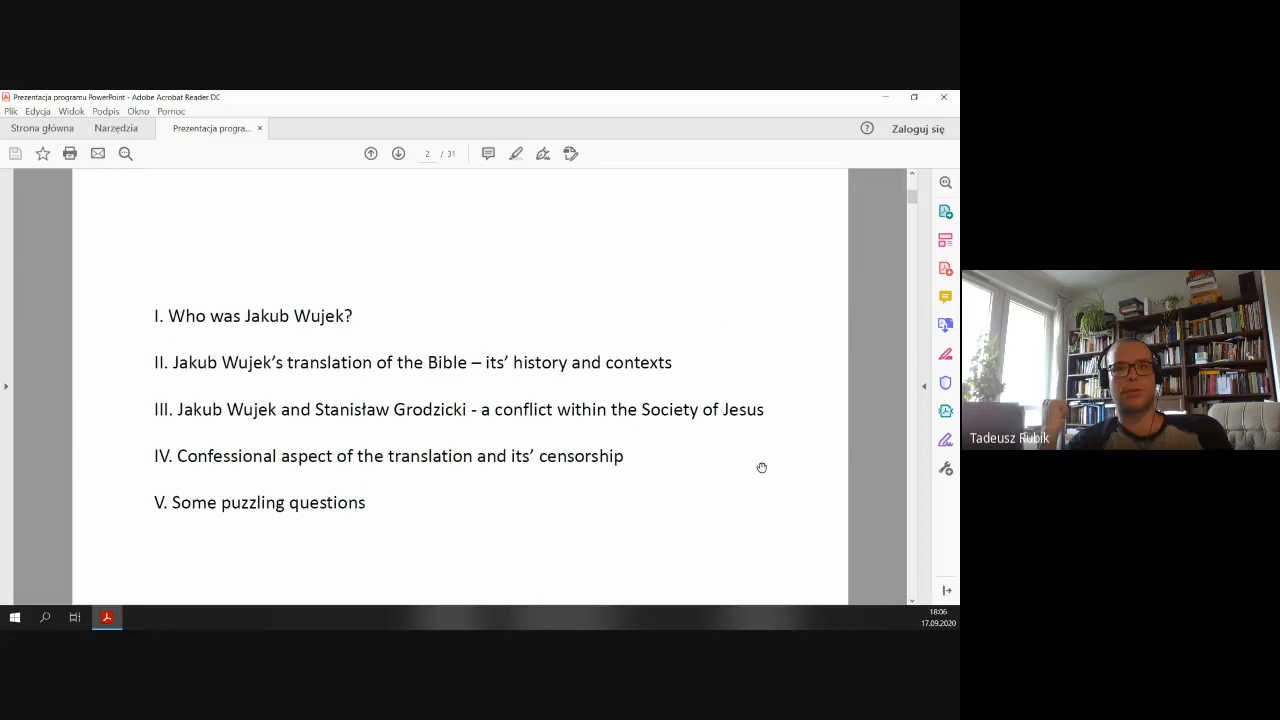 Prezentacja programu PowerPoint - Adobe Acrobat Reader DC
Plik Edycja Widok Podpis Okno Pomoc
Strona główna Narzędzia Prezentacja progra... × Zaloguj się
2 / 31
I. Who was Jakub Wujek?
II. Jakub Wujek’s translation of the Bible – its’ history and contexts
III. Jakub Wujek and Stanisław Grodzicki - a conflict within the Society of Jesus
IV. Confessional aspect of the translation and its’ censorship
V. Some puzzling questions
Tadeusz Rubik
18:06
17.09.2020